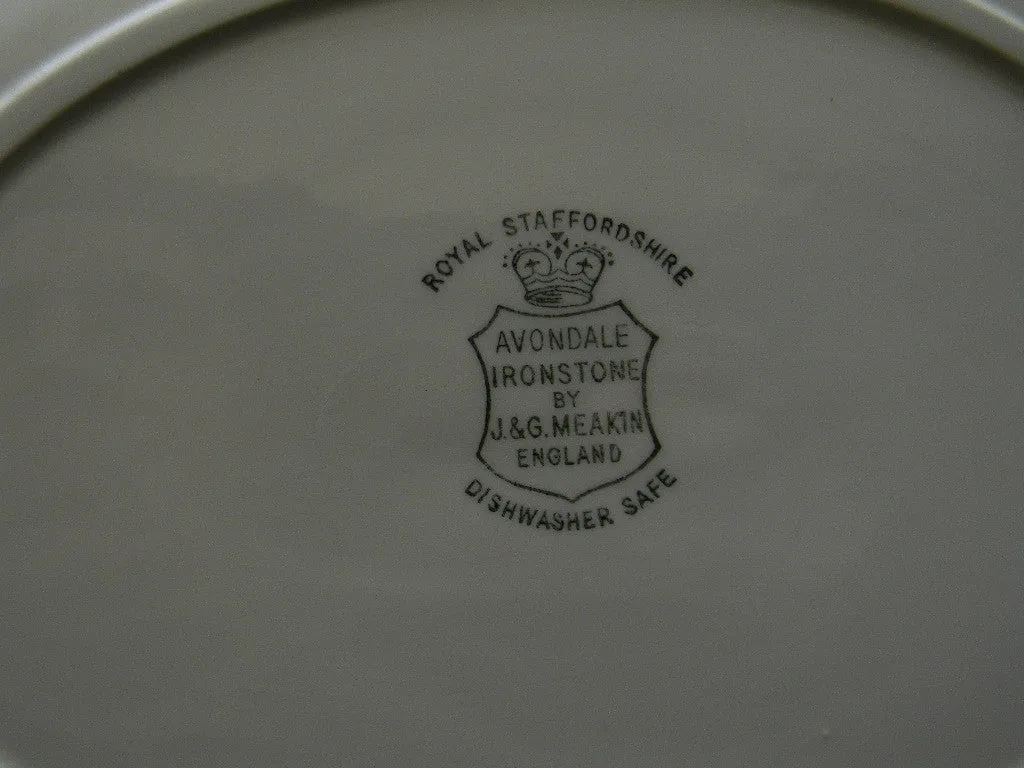 ROYAL STAFFORDSHIRE
AVONDALE
IRONSTONE
BY
J.&G.MEAKIN
ENGLAND
DISHWASHER SAFE